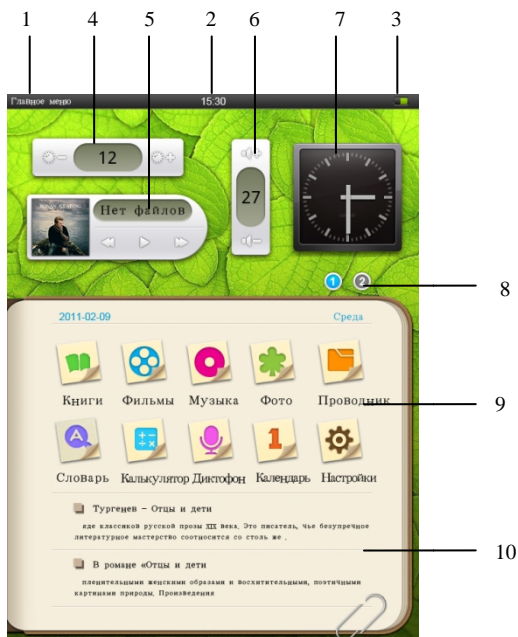 1 4 5 2 6 7 3
Главное меню 15:30
12
27
Нет файлов
1 2
8
2011-02-09 Среда
Книги Фильмы Музыка Фото Проводник
9
Словарь Калькулятор Диктофон Календарь Настройки
Тургенев – Отцы и дети
яде классикой русской прозы XIX века. Это писатель, чье безупречное
литературное мастерство соотносится со столь же .
10
В романе «Отцы и дети
пленительными женскими образами и восхитительными, поэтичными
картинами природы. Произведения